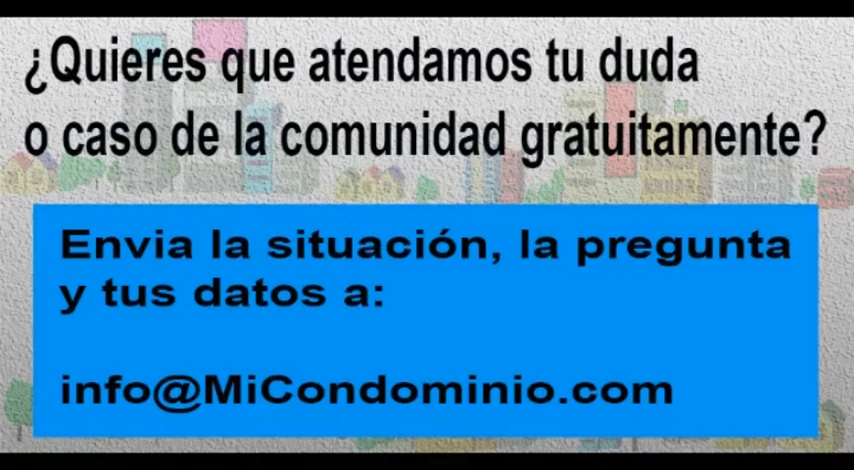 ¿Quieres que atendamos tu duda
o caso de la comunidad gratuitamente?
Envia la situación, la pregunta
y tus datos a:
info@MiCondominio.com